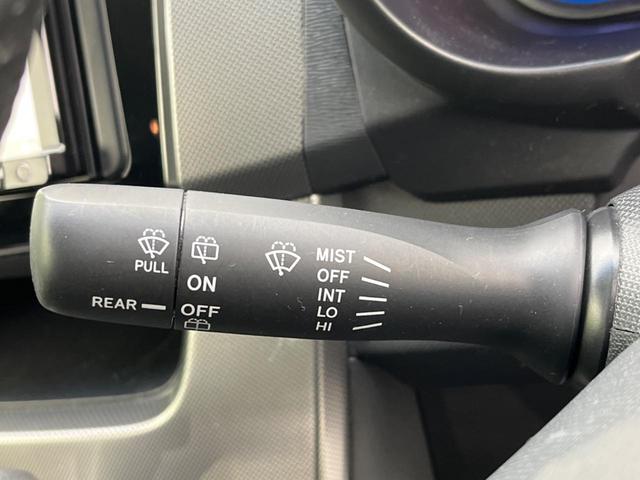 PULL
REAR
ON
OFF
MIST
OFF
INT
LO
HI